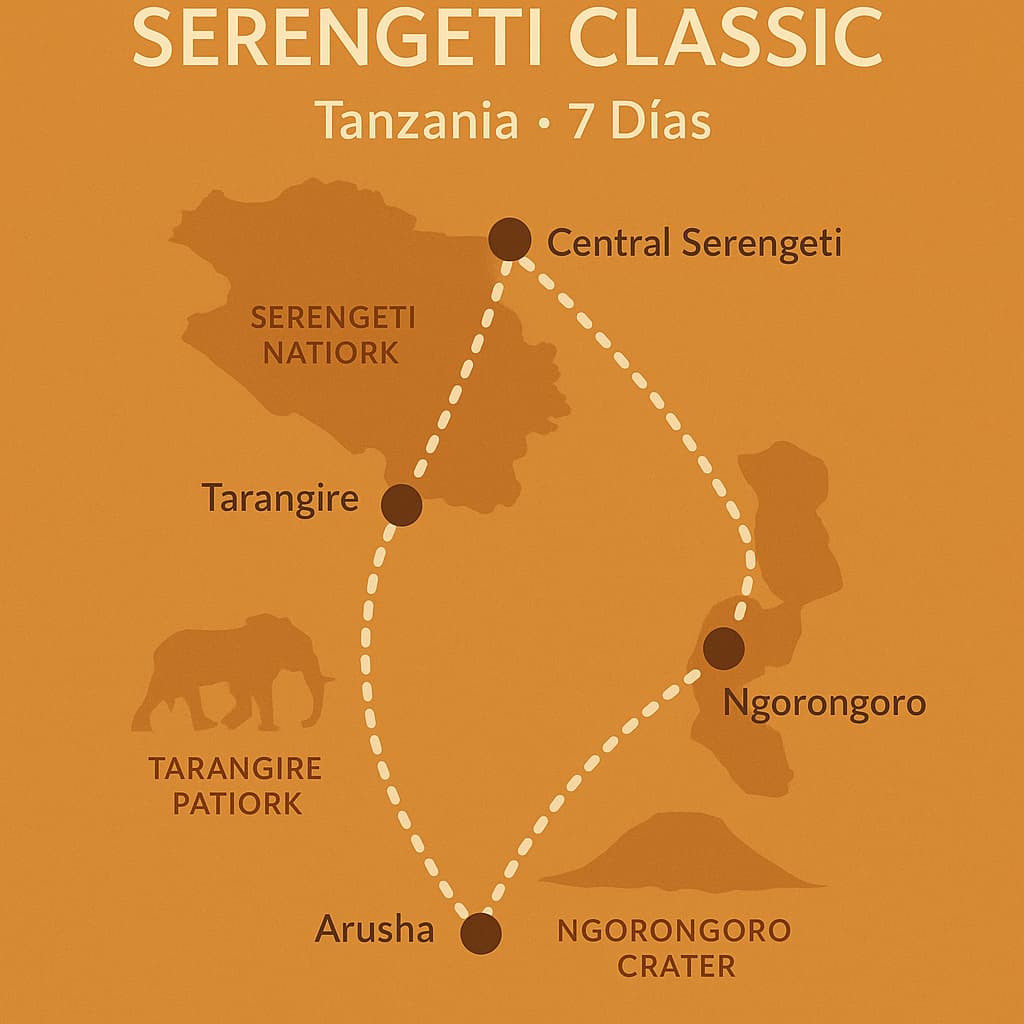 SERENGETI CLASSIC
Tanzania · 7 Días
Central Serengeti
SERENGETI
NATIORK
Tarangire
Ngorongoro
TARANGIRE
PATIORK
Arusha
NGORONGORO
CRATER